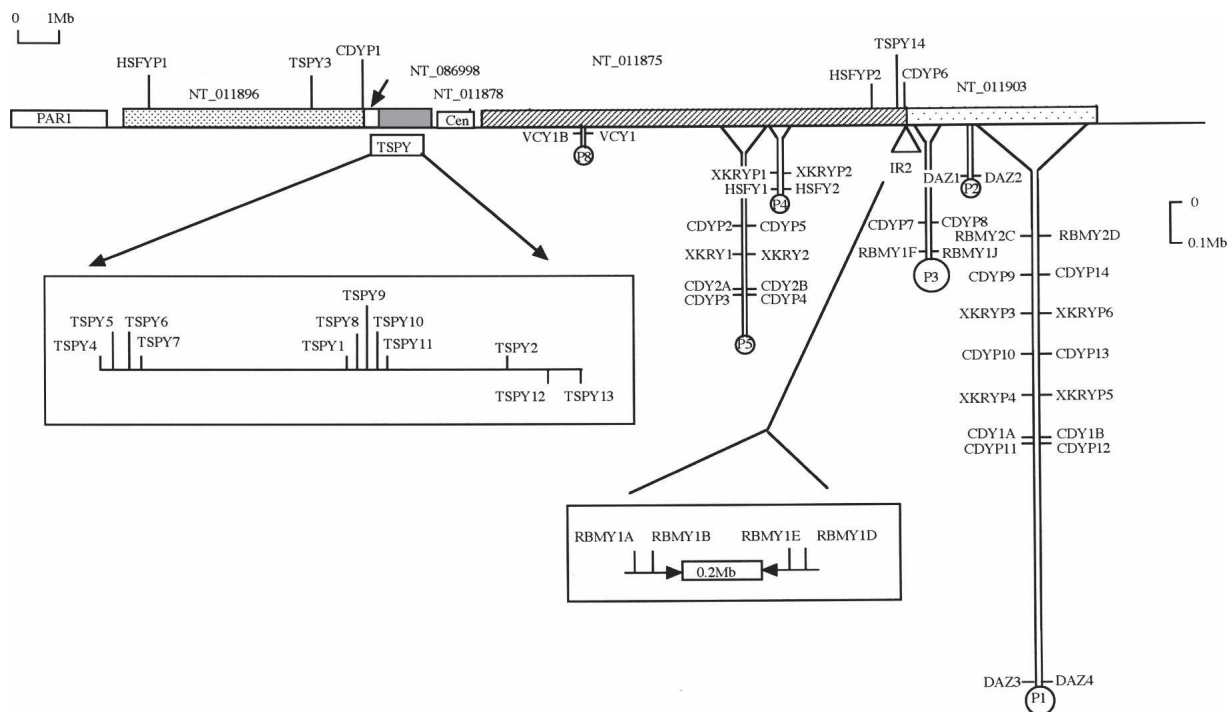 0 1Mb
HSFYP1
TSPY3
CDYP1
NT_011896
NT_086998
NT_011878
NT_011875
TSPY14
HSFYP2
CDYP6
NT_011903
PAR1
Cen
TSPY
VCY1B VCY1
P8
XKRYP1 XKRYP2
HSFY1 HSFY2
P4
CDYP2 CDYP5
XKRY1 XKRY2
CDY2A CDY2B
CDYP3 CDYP4
P5
IR2
CDYP7 CDYP8
RBMY1F RBMY1J
P3
DAZ1 DAZ2
P2
RBMY2C RBMY2D
CDYP9 CDYP14
XKRYP3 XKRYP6
CDYP10 CDYP13
XKRYP4 XKRYP5
CDY1A CDY1B
CDYP11 CDYP12
DAZ3 DAZ4
P1
0
0.1Mb
TSPY9
TSPY5 TSPY6 TSPY8 TSPY10
TSPY4 TSPY7 TSPY1 TSPY11 TSPY2
TSPY12 TSPY13
RBMY1A RBMY1B RBMY1E RBMY1D
0.2Mb